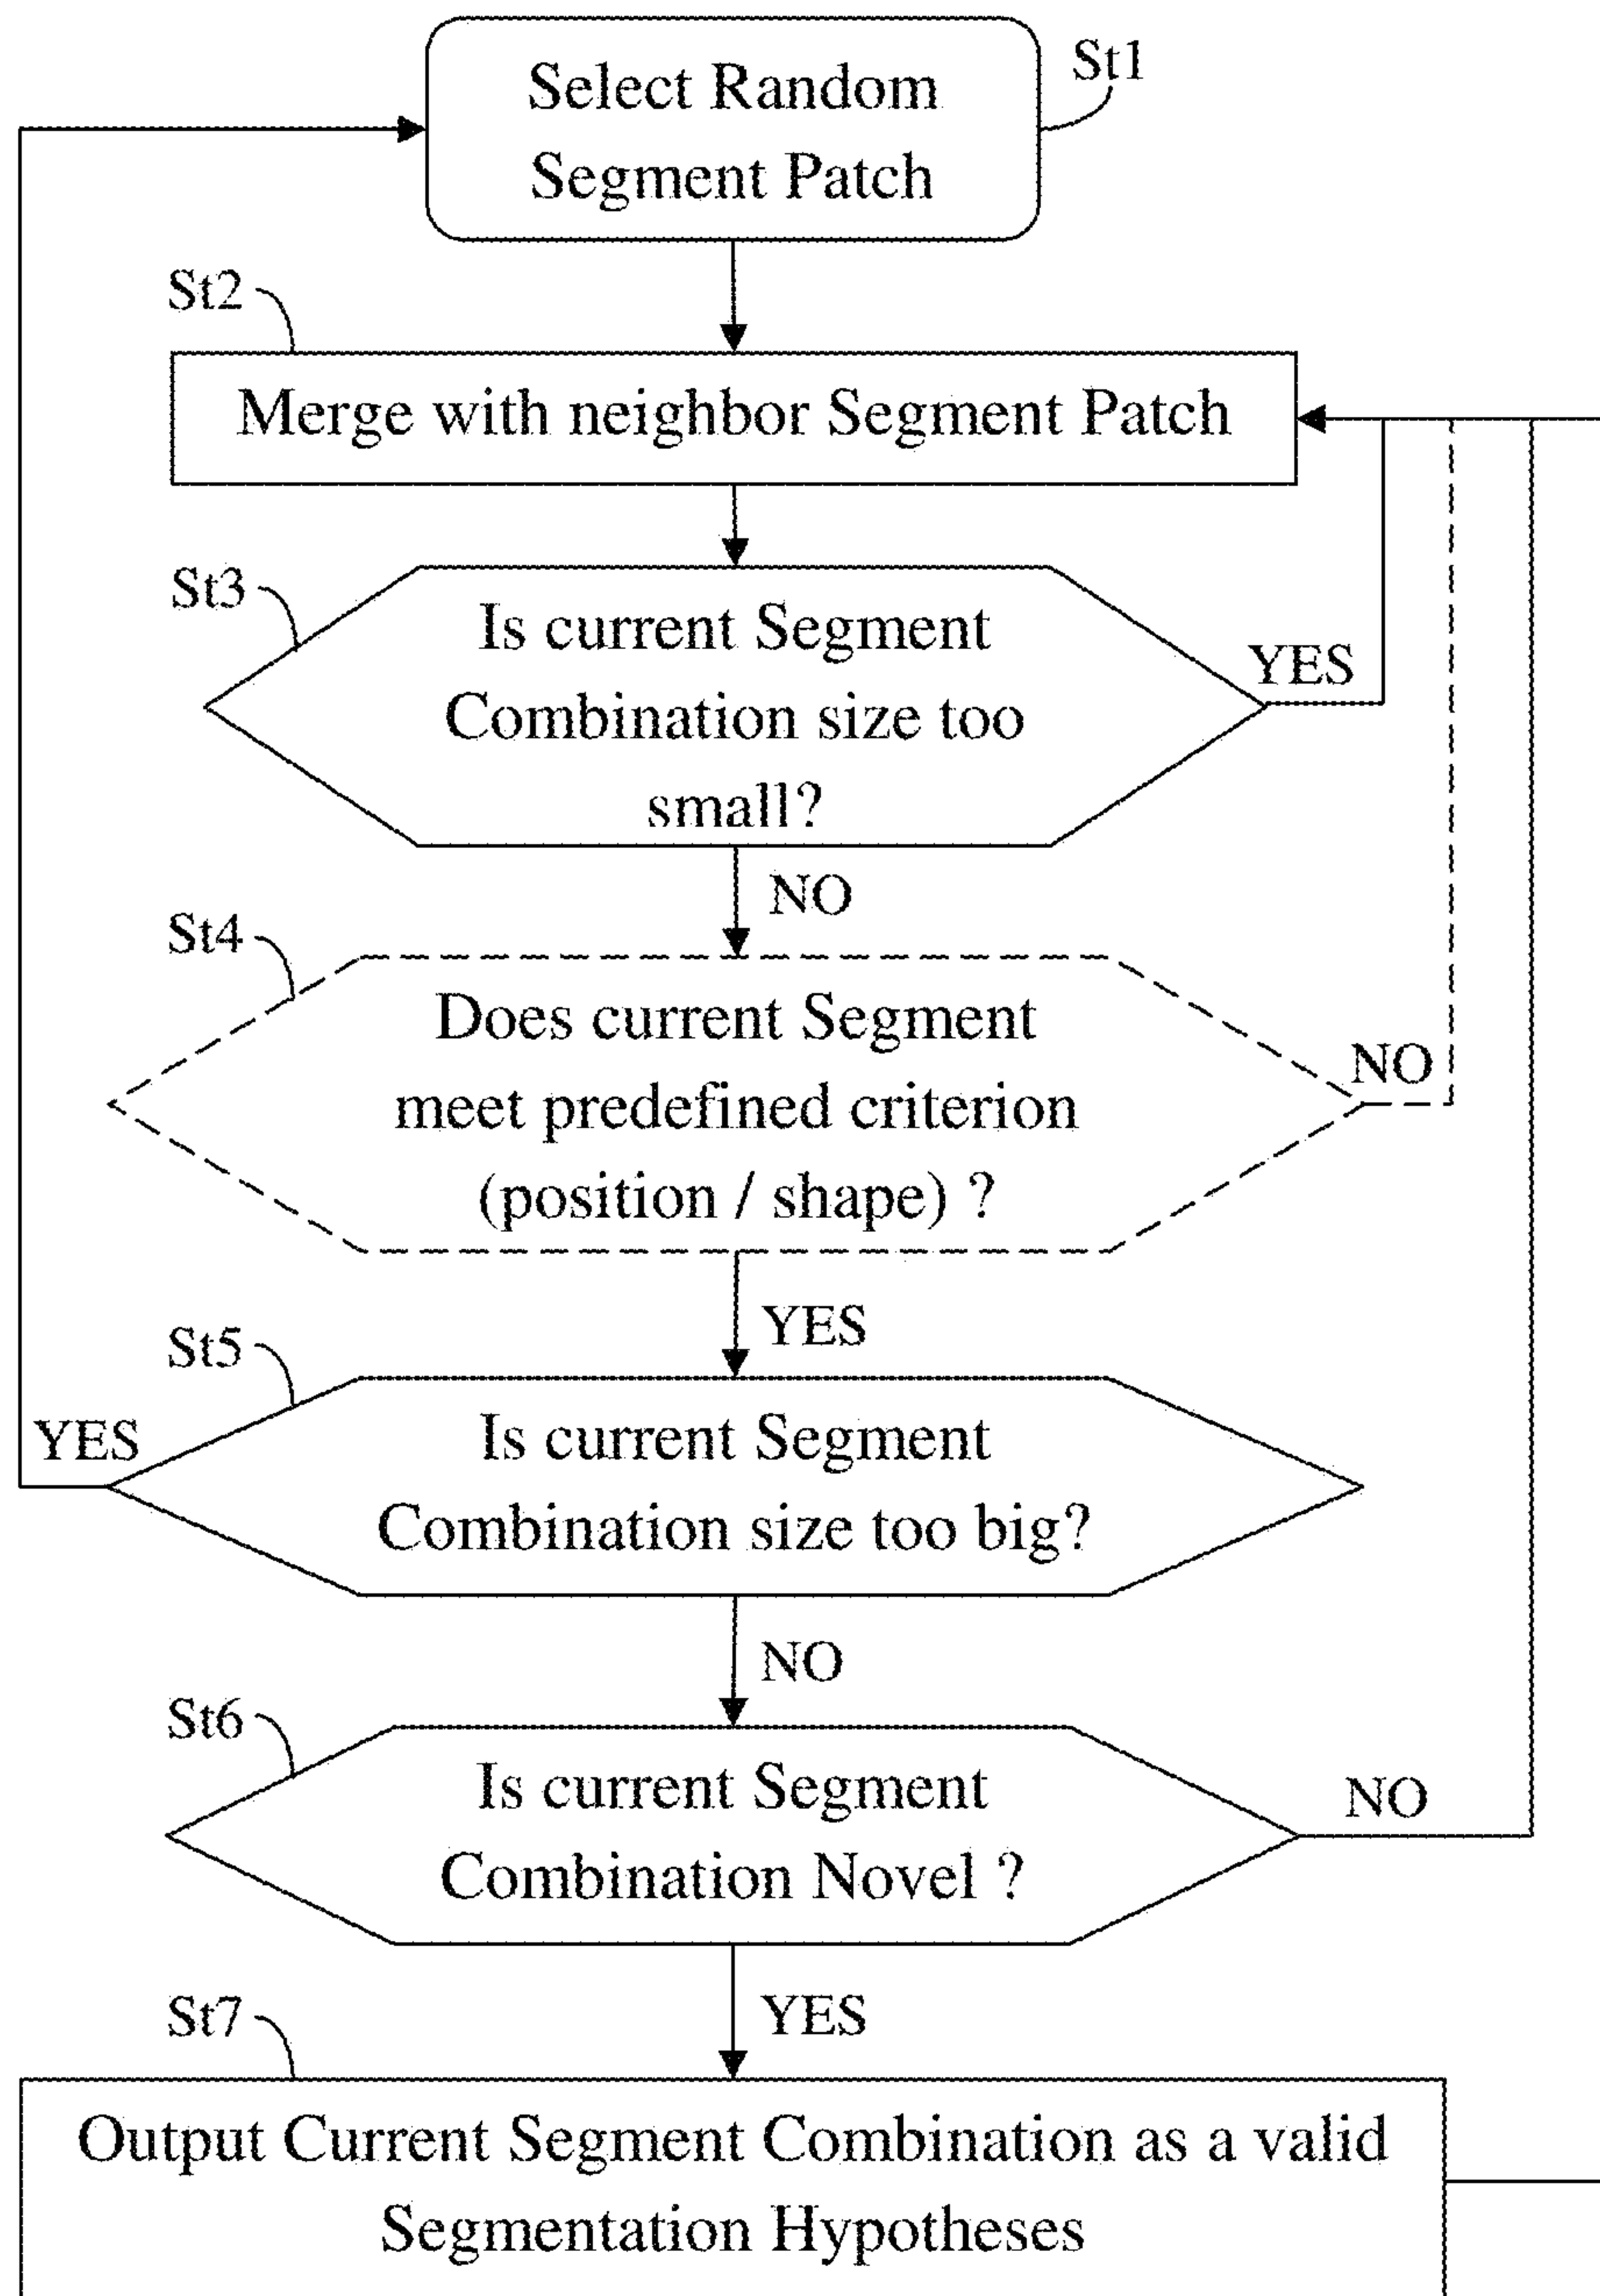 Select Random
Segment Patch
St1
St2
Merge with neighbor Segment Patch
St3
Is current Segment
Combination size too
small?
YES
NO
St4
Does current Segment
meet predefined criterion
(position / shape) ?
NO
YES
St5
Is current Segment
Combination size too big?
YES
NO
St6
Is current Segment
Combination Novel ?
NO
YES
St7
Output Current Segment Combination as a valid
Segmentation Hypotheses